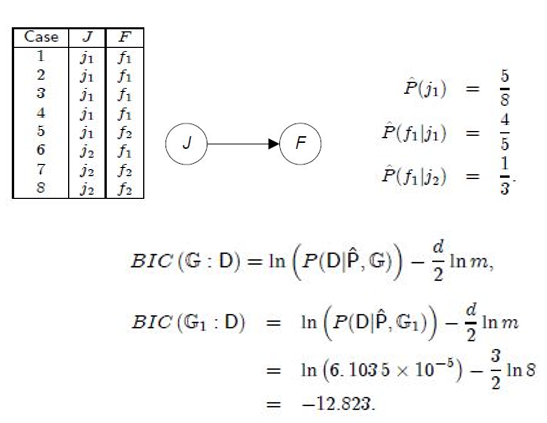 Case J F
1 j₁ f₁
2 j₁ f₁
3 j₁ f₁
4 j₁ f₁
5 j₁ f₂
6 j₂ f₁
7 j₂ f₂
8 j₂ f₂
J F
P̂(j₁) = 5/8
P̂(f₁|j₁) = 4/5
P̂(f₁|j₂) = 1/3.
BIC (𝔾 : D) = ln (P(D|P̂, 𝔾)) − d/2 ln m,
BIC (𝔾₁ : D) = ln (P(D|P̂, 𝔾₁)) − d/2 ln m
= ln (6.1035 × 10⁻⁵) − 3/2 ln 8
= −12.823.